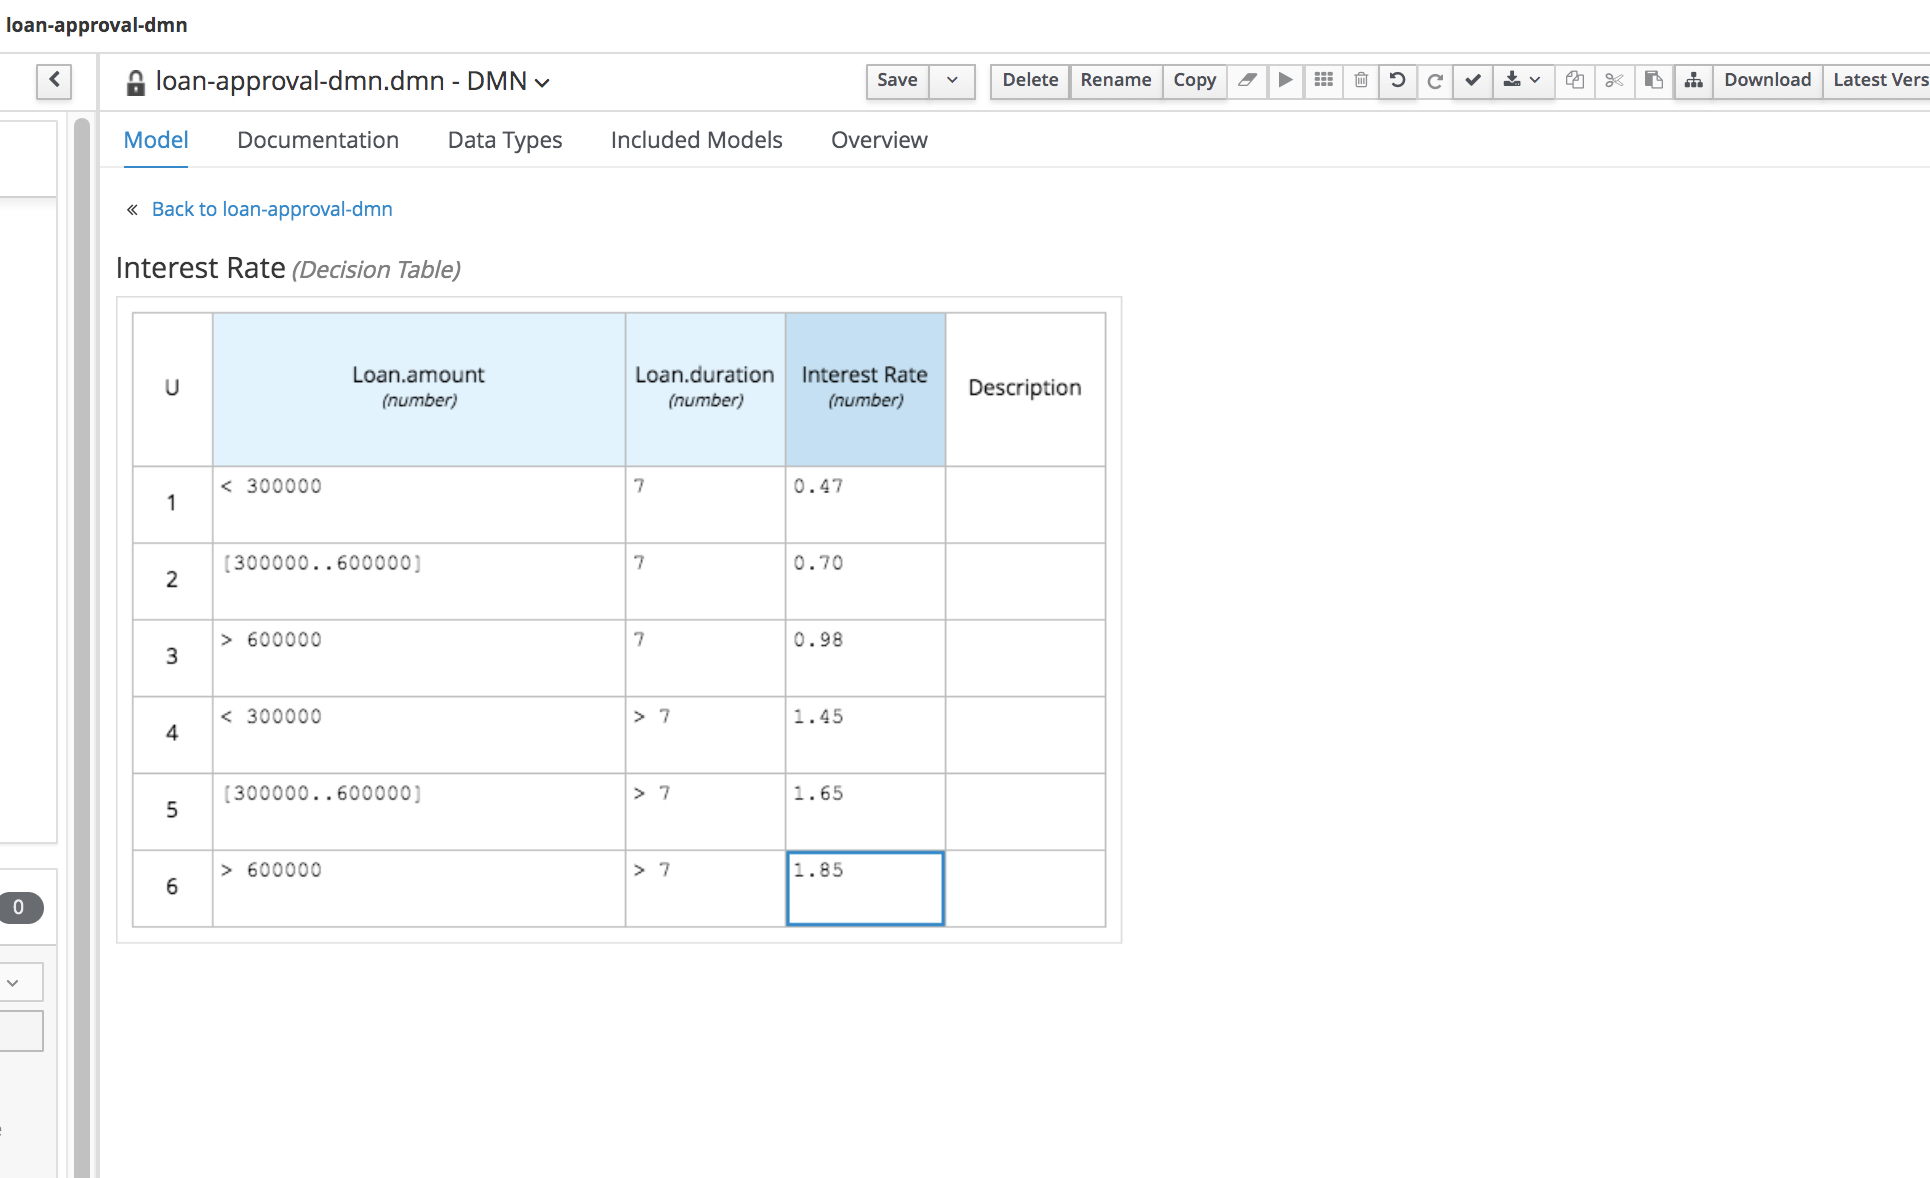 loan-approval-dmn
loan-approval-dmn.dmn - DMN
Save Delete Rename Copy Download Latest Vers
Model Documentation Data Types Included Models Overview
« Back to loan-approval-dmn
Interest Rate (Decision Table)
U Loan.amount (number) Loan.duration (number) Interest Rate (number) Description
1 < 300000 7 0.47
2 [300000..600000] 7 0.70
3 > 600000 7 0.98
4 < 300000 > 7 1.45
5 [300000..600000] > 7 1.65
6 > 600000 > 7 1.85
0